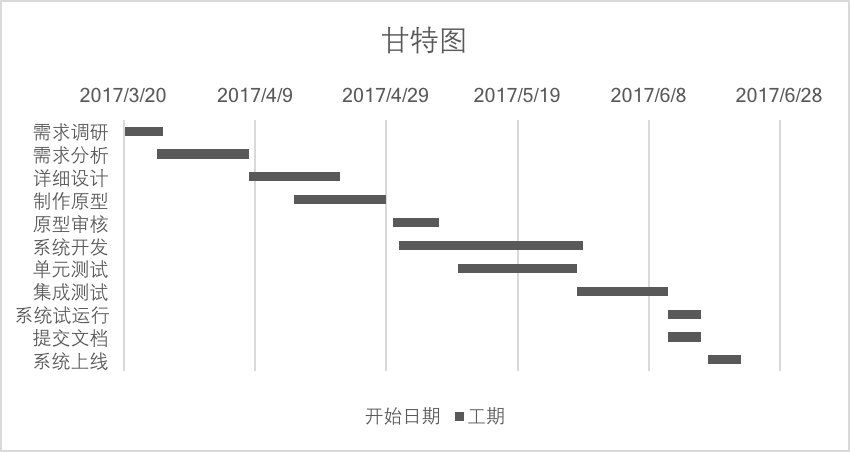 甘特图
2017/3/20 2017/4/9 2017/4/29 2017/5/19 2017/6/8 2017/6/28
需求调研
需求分析
详细设计
制作原型
原型审核
系统开发
单元测试
集成测试
系统试运行
提交文档
系统上线
开始日期 工期